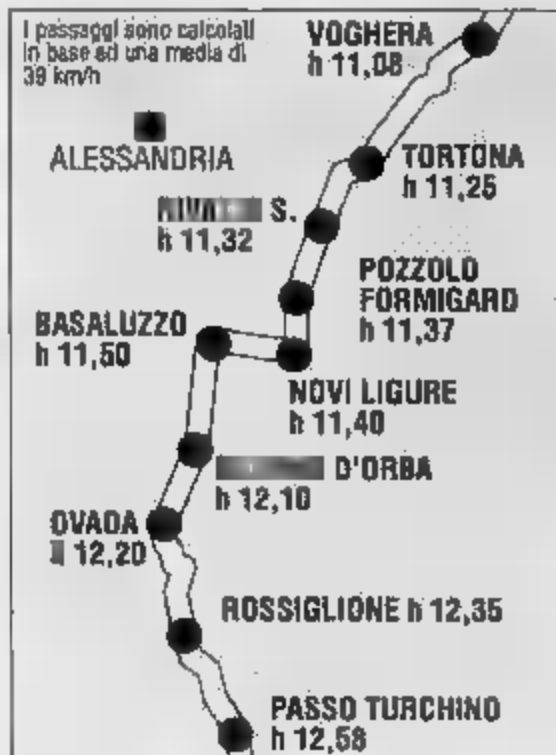 I passaggi sono calcolati
in base ad una media di
39 km/h
VOGHERA
h 11,08
ALESSANDRIA
TORTONA
h 11,25
S.
h 11,32
POZZOLO
FORMIGARO
h 11,37
BASALUZZO
h 11,50
NOVI LIGURE
h 11,40
D'ORBA
h 12,10
OVADA
12,20
ROSSIGLIONE h 12,35
PASSO TURCHINO
h 12,58